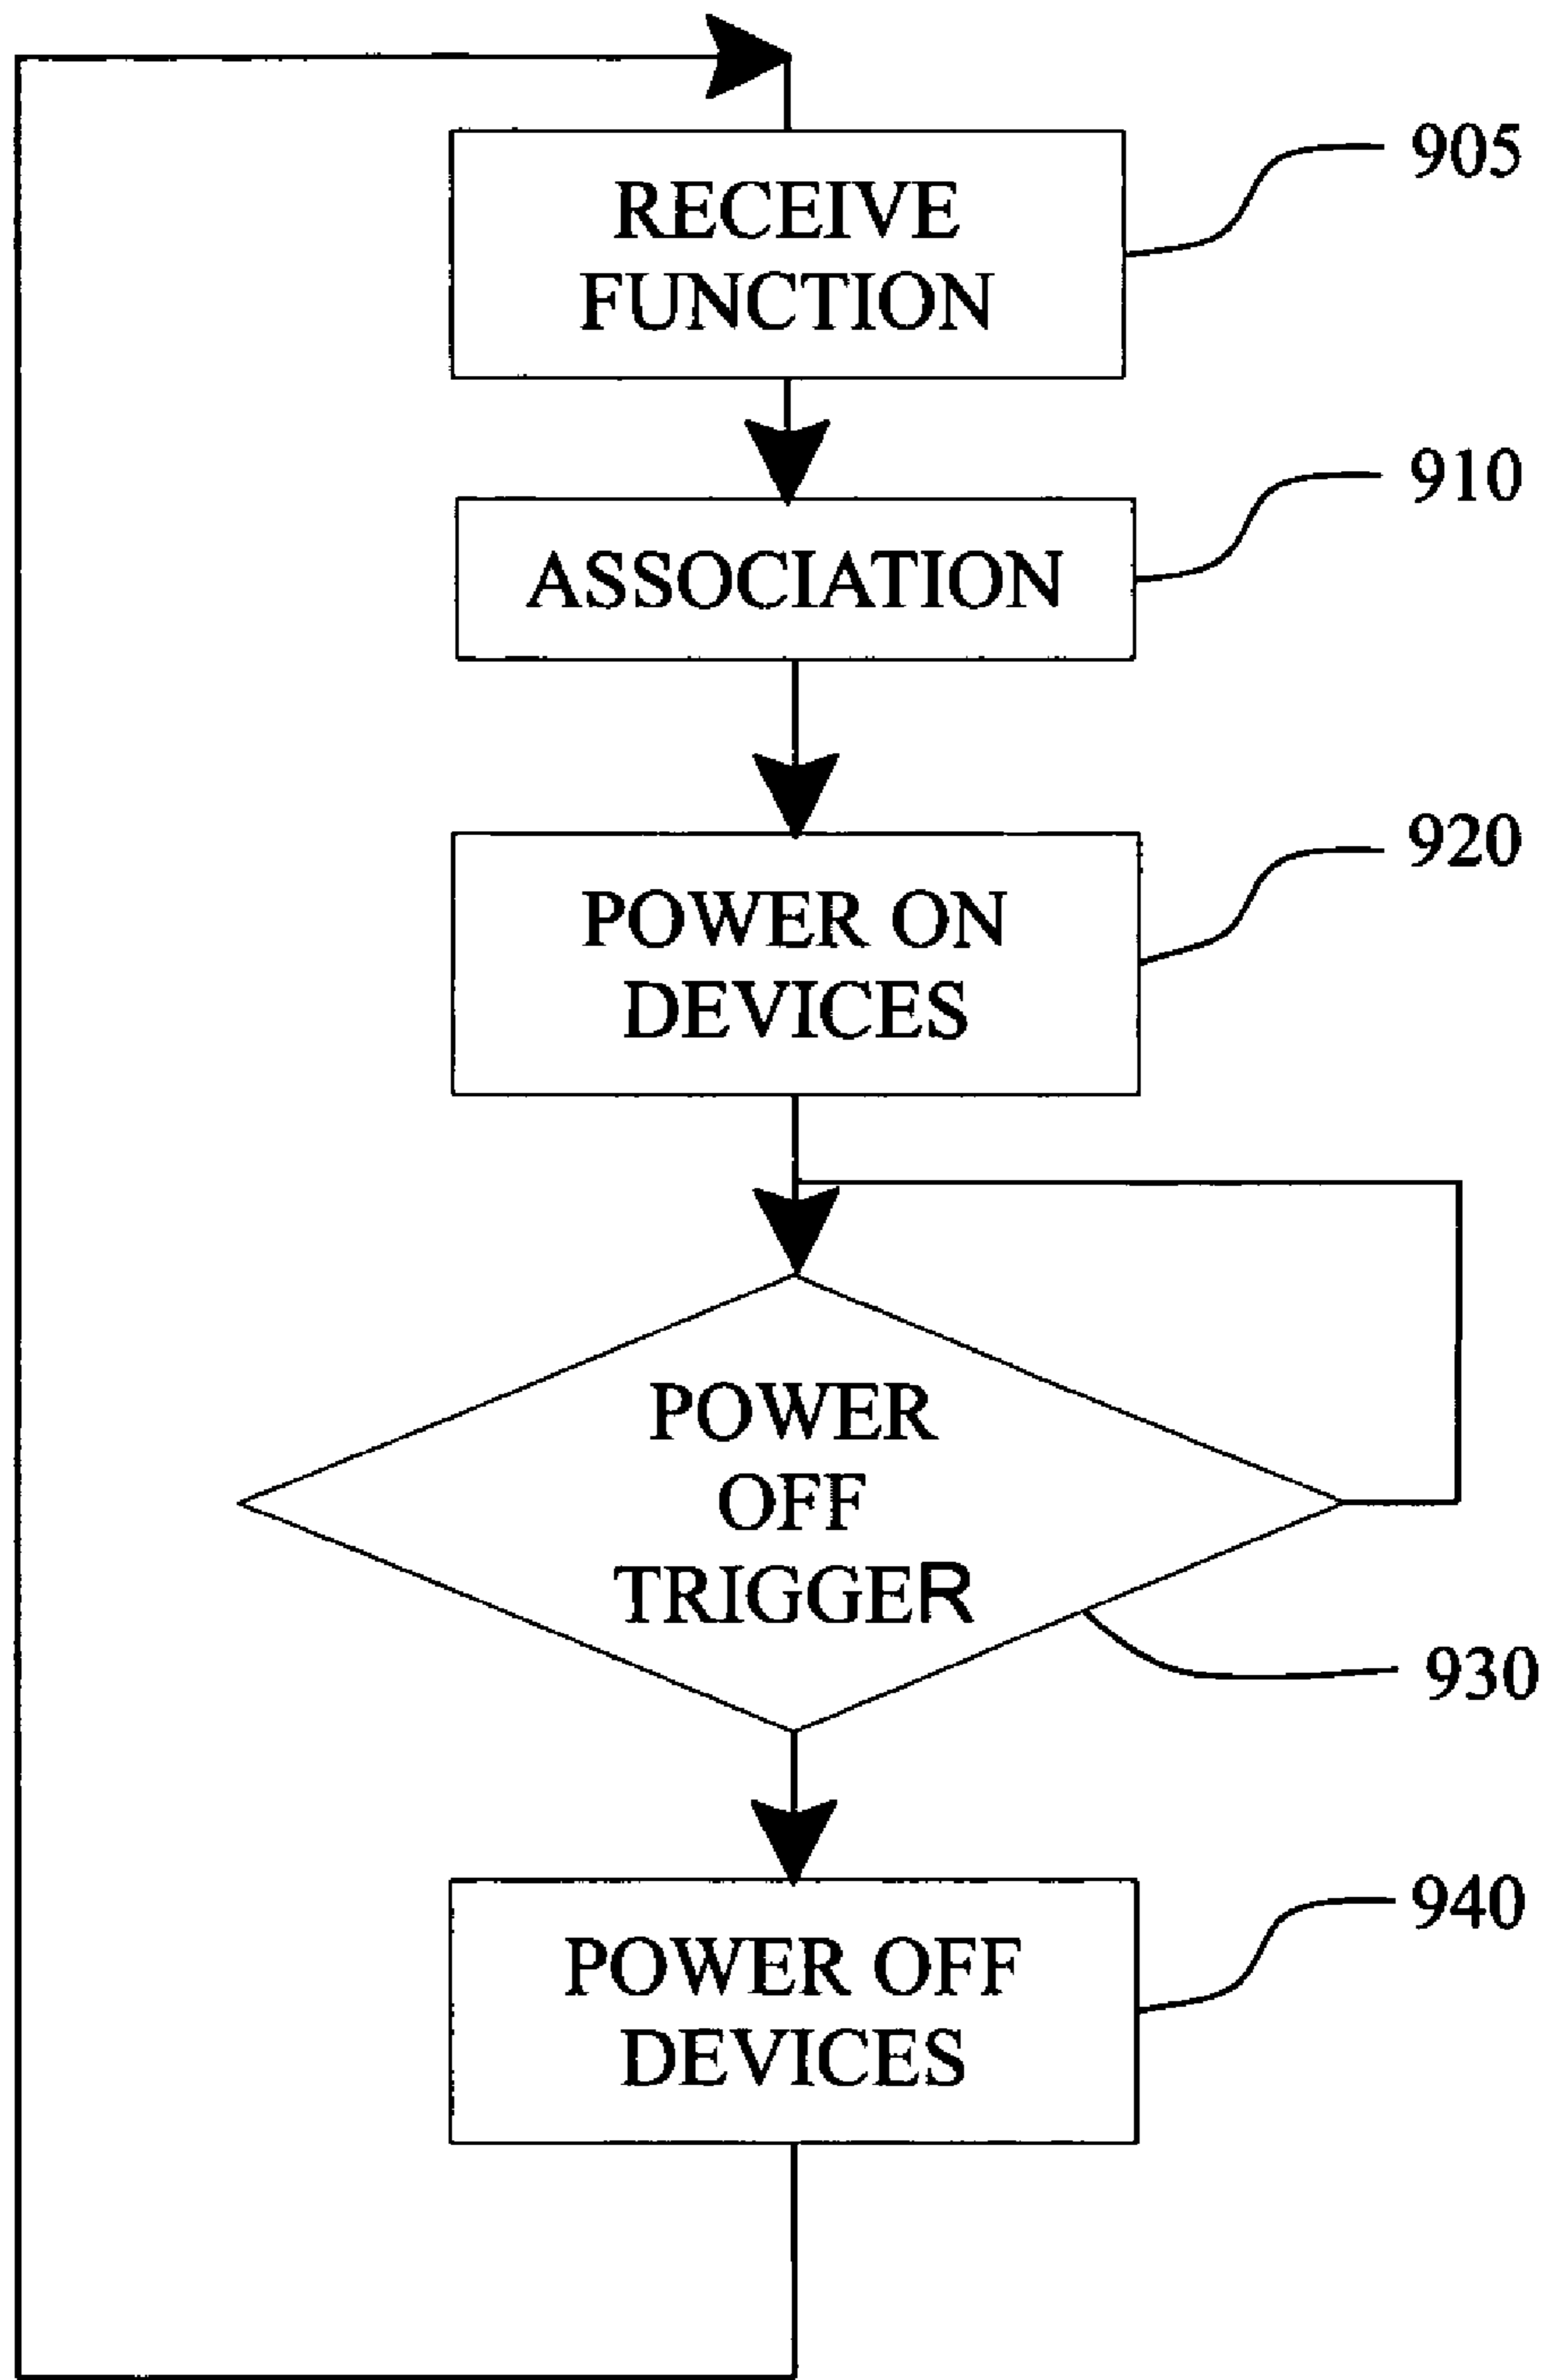 905
RECEIVE
FUNCTION
910
ASSOCIATION
920
POWER ON
DEVICES
POWER
OFF
TRIGGER
930
940
POWER OFF
DEVICES